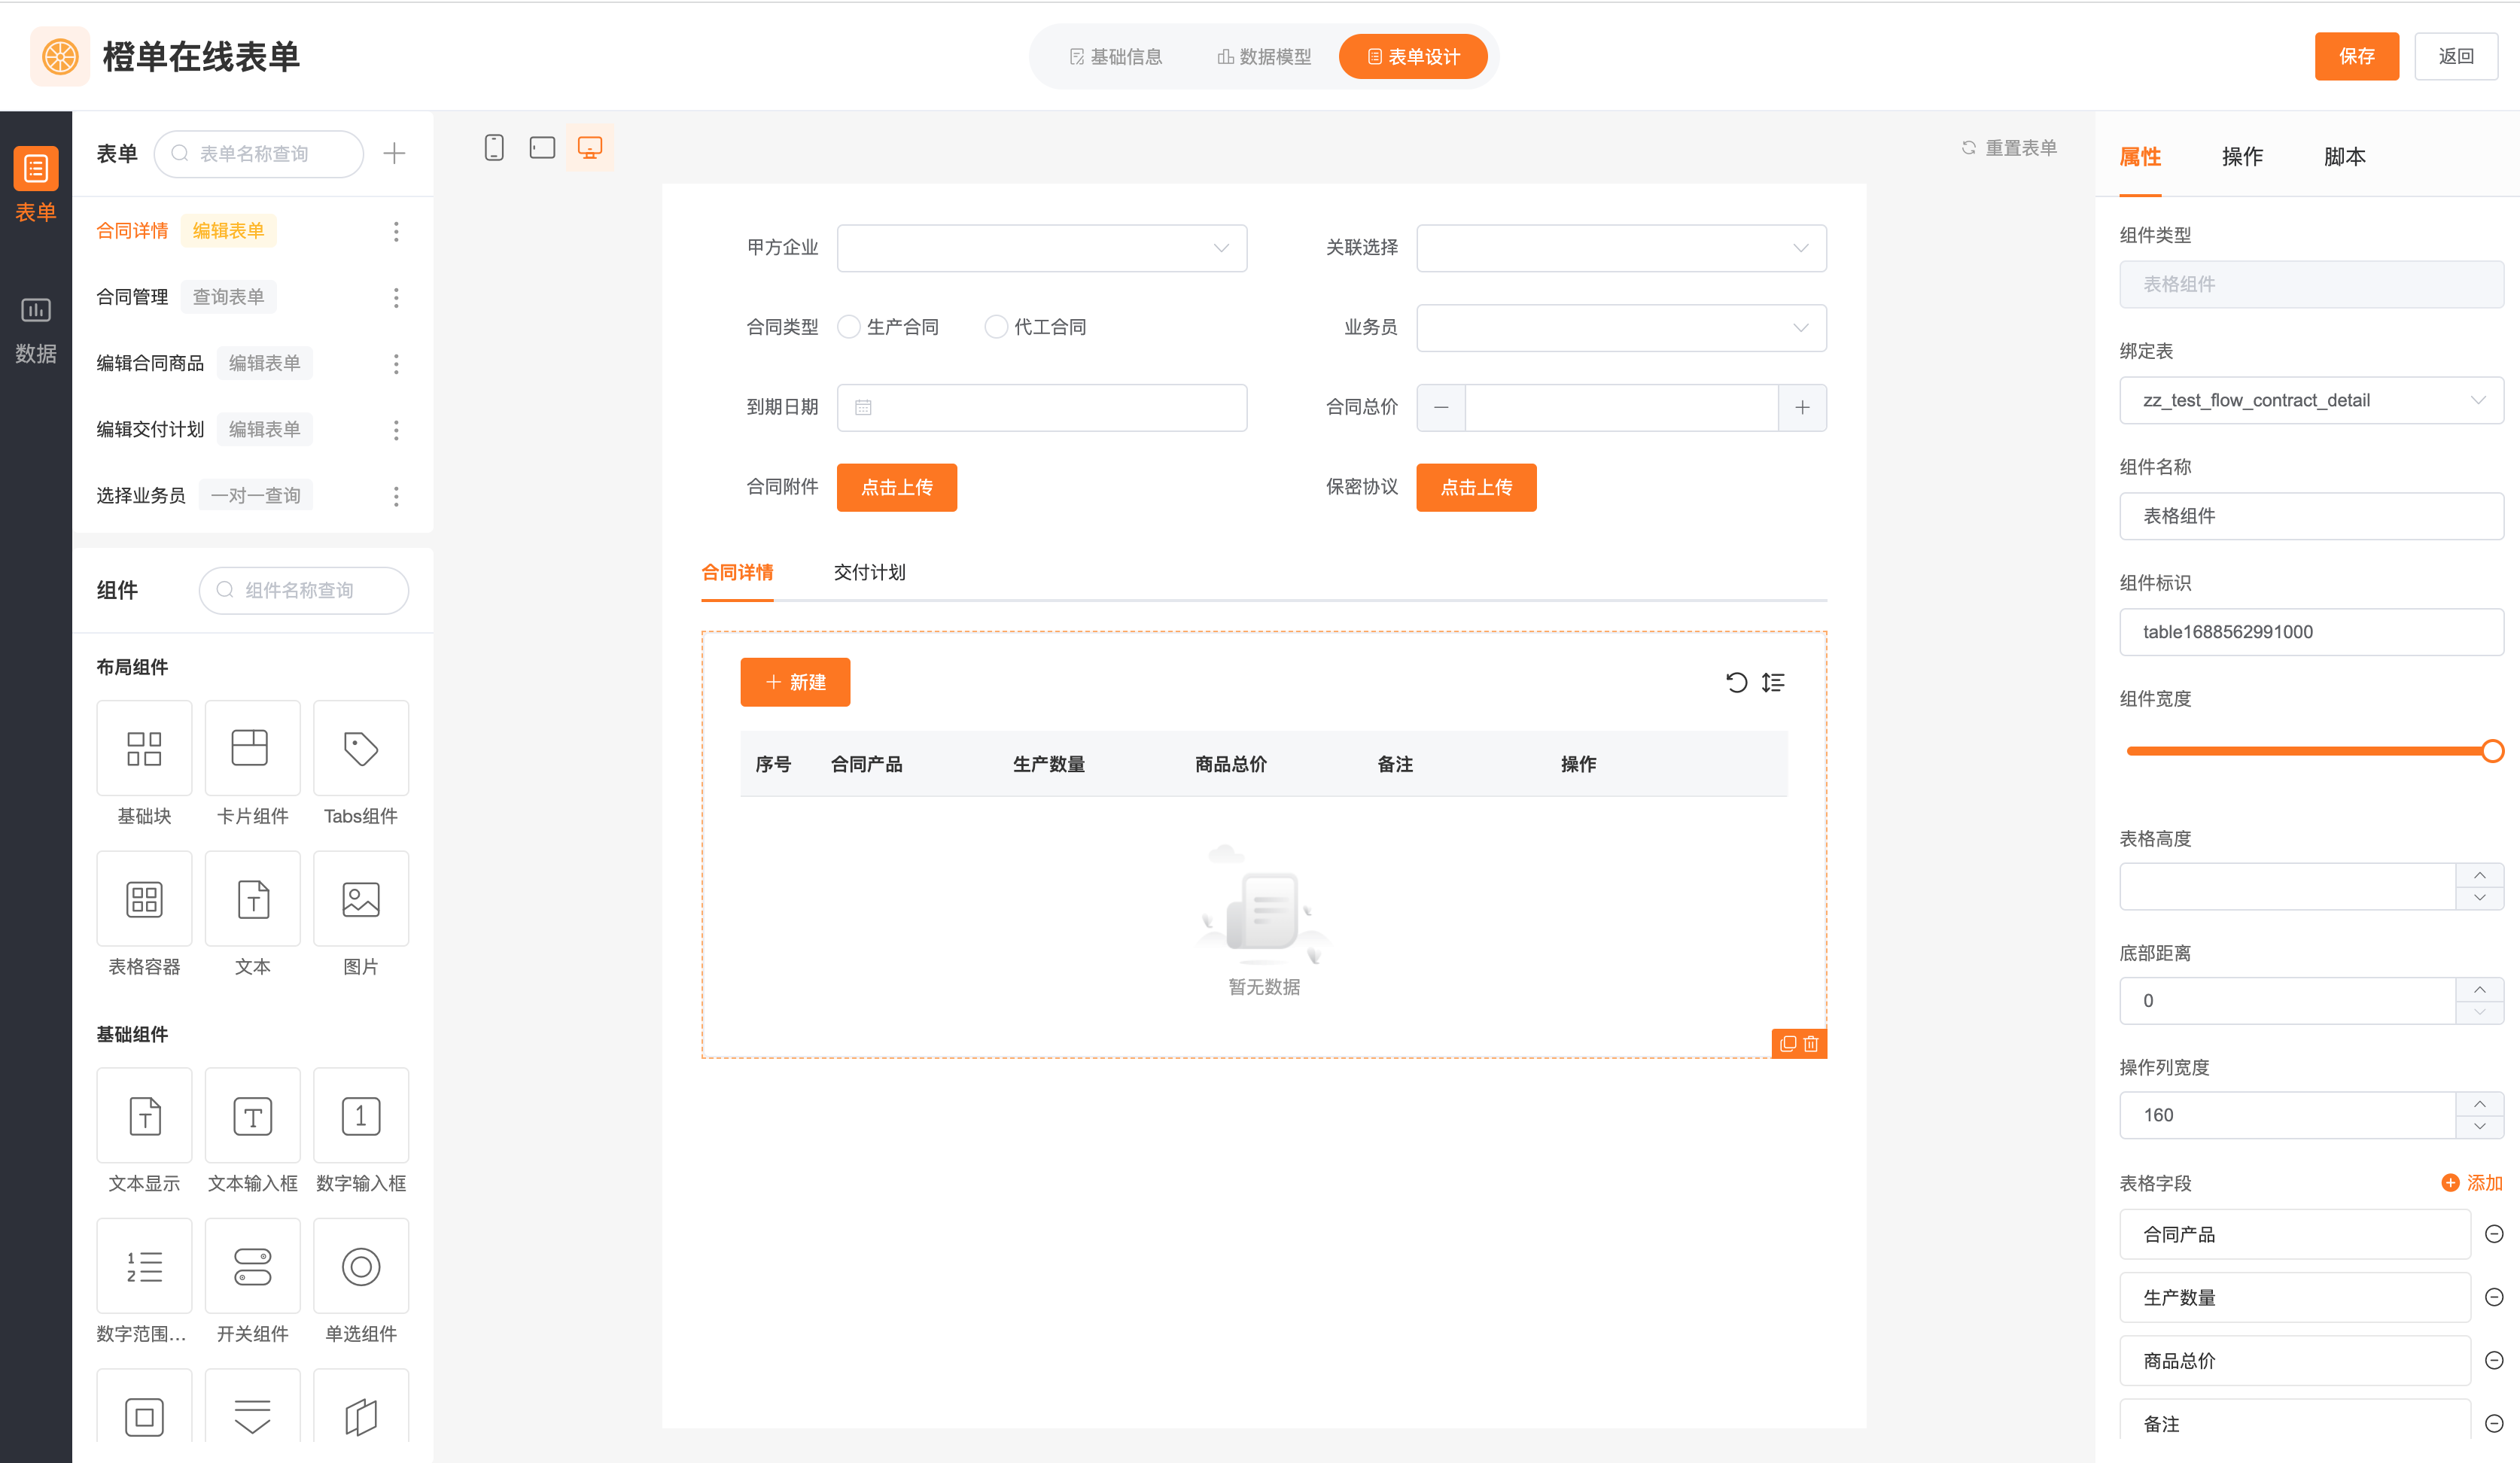 橙单在线表单
基础信息 数据模型 表单设计
保存 返回
表单
数据
表单 表单名称查询
合同详情 编辑表单
合同管理 查询表单
编辑合同商品 编辑表单
编辑交付计划 编辑表单
选择业务员 一对一查询
组件 组件名称查询
布局组件
基础块 卡片组件 Tabs组件
表格容器 文本 图片
基础组件
文本显示 文本输入框 数字输入框
数字范围... 开关组件 单选组件
重置表单
甲方企业 关联选择
合同类型 生产合同 代工合同 业务员
到期日期 合同总价
合同附件 点击上传 保密协议 点击上传
合同详情 交付计划
新建
序号 合同产品 生产数量 商品总价 备注 操作
暂无数据
属性 操作 脚本
组件类型
表格组件
绑定表
zz_test_flow_contract_detail
组件名称
表格组件
组件标识
table1688562991000
组件宽度
表格高度
底部距离
0
操作列宽度
160
表格字段 添加
合同产品
生产数量
商品总价
备注